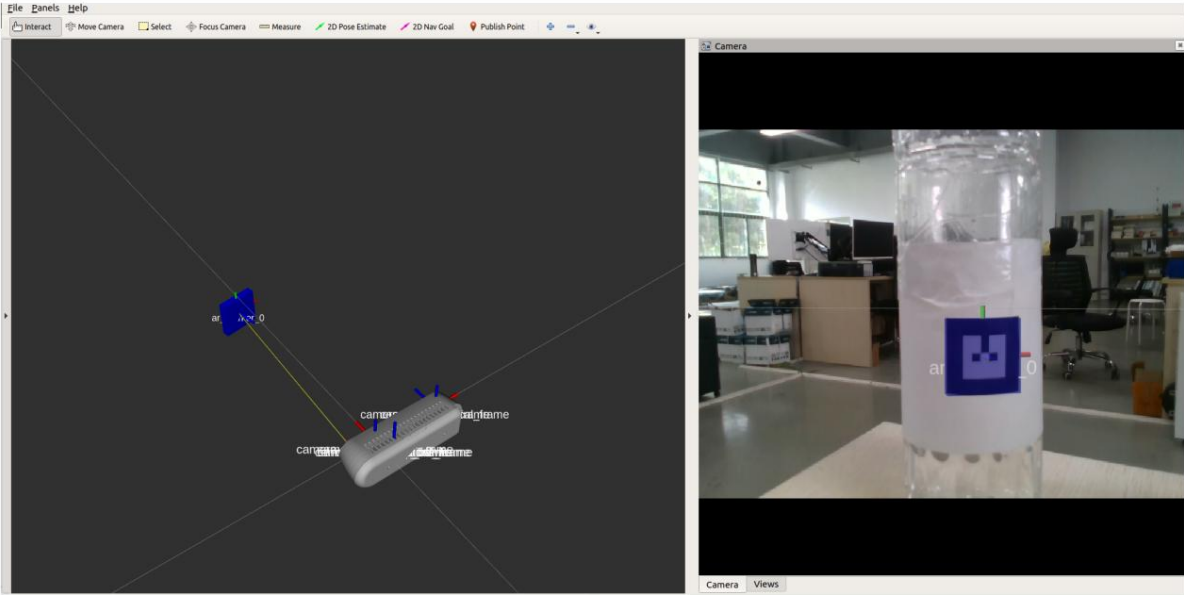 File Panels Help
Interact Move Camera Select Focus Camera Measure 2D Pose Estimate 2D Nav Goal Publish Point
Camera
Camera Views